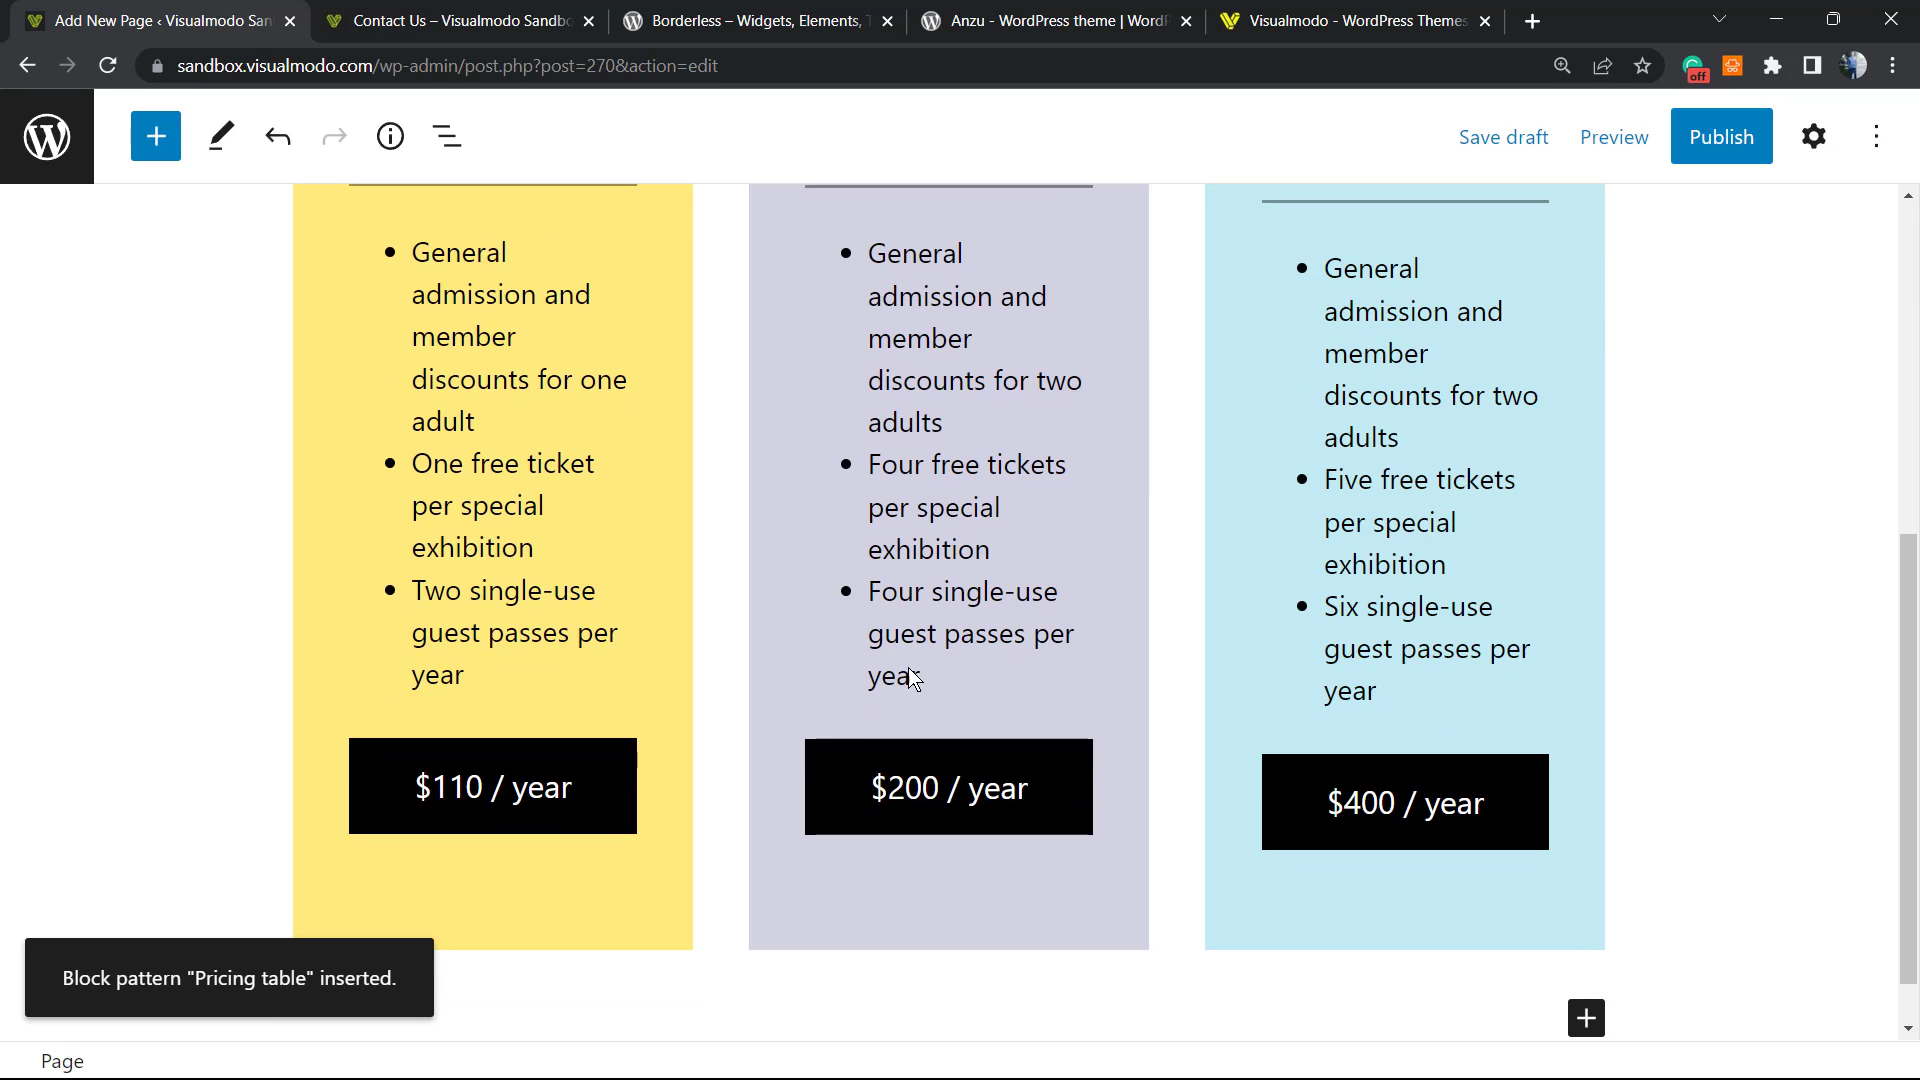 Add New Page ‹ Visualmodo San
Contact Us – Visualmodo Sandbo
Borderless – Widgets, Elements,
Anzu - WordPress theme | Word
Visualmodo - WordPress Themes
sandbox.visualmodo.com/wp-admin/post.php?post=270&action=edit
off
Save draft
Preview
Publish
General
admission and
member
discounts for one
adult
One free ticket
per special
exhibition
Two single-use
guest passes per
year
$110 / year
General
admission and
member
discounts for two
adults
Four free tickets
per special
exhibition
Four single-use
guest passes per
year
$200 / year
General
admission and
member
discounts for two
adults
Five free tickets
per special
exhibition
Six single-use
guest passes per
year
$400 / year
Block pattern "Pricing table" inserted.
Page